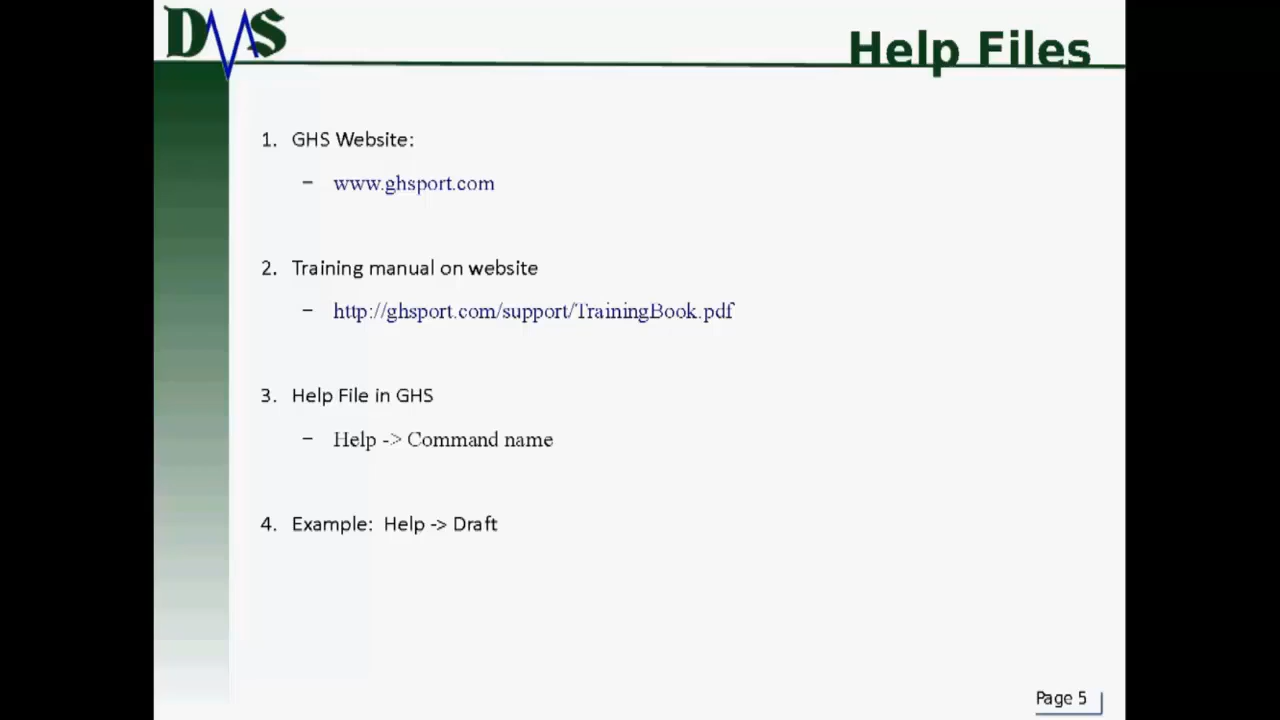 DMS
Help Files
1. GHS Website:
– www.ghsport.com
2. Training manual on website
– http://ghsport.com/support/TrainingBook.pdf
3. Help File in GHS
– Help -> Command name
4. Example: Help -> Draft
Page 5